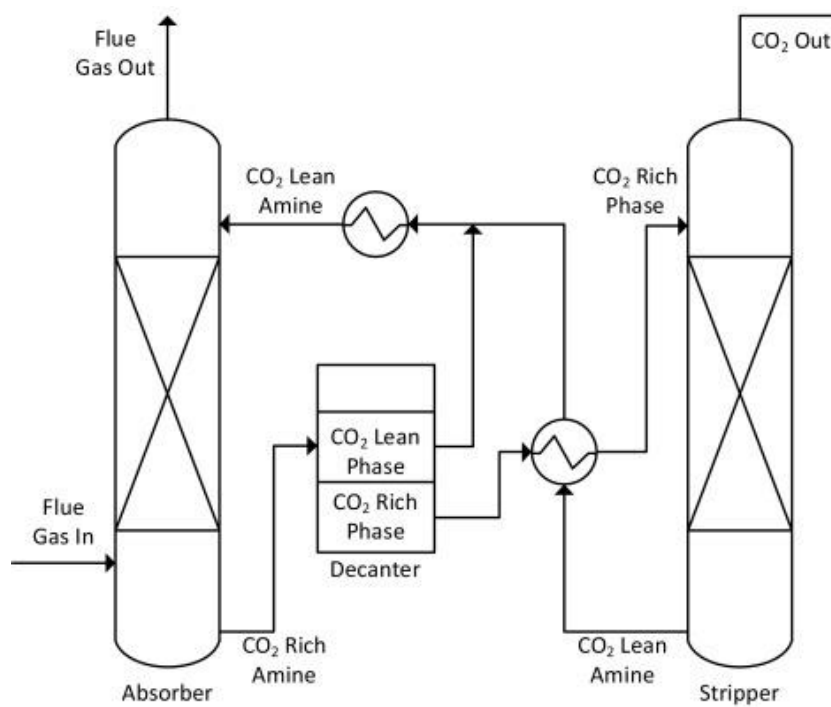 Flue
Gas Out
CO₂ Out
CO₂ Lean
Amine
CO₂ Rich
Phase
CO₂ Lean
Phase
CO₂ Rich
Phase
Flue
Gas In
Decanter
CO₂ Rich
Amine
CO₂ Lean
Amine
Absorber
Stripper